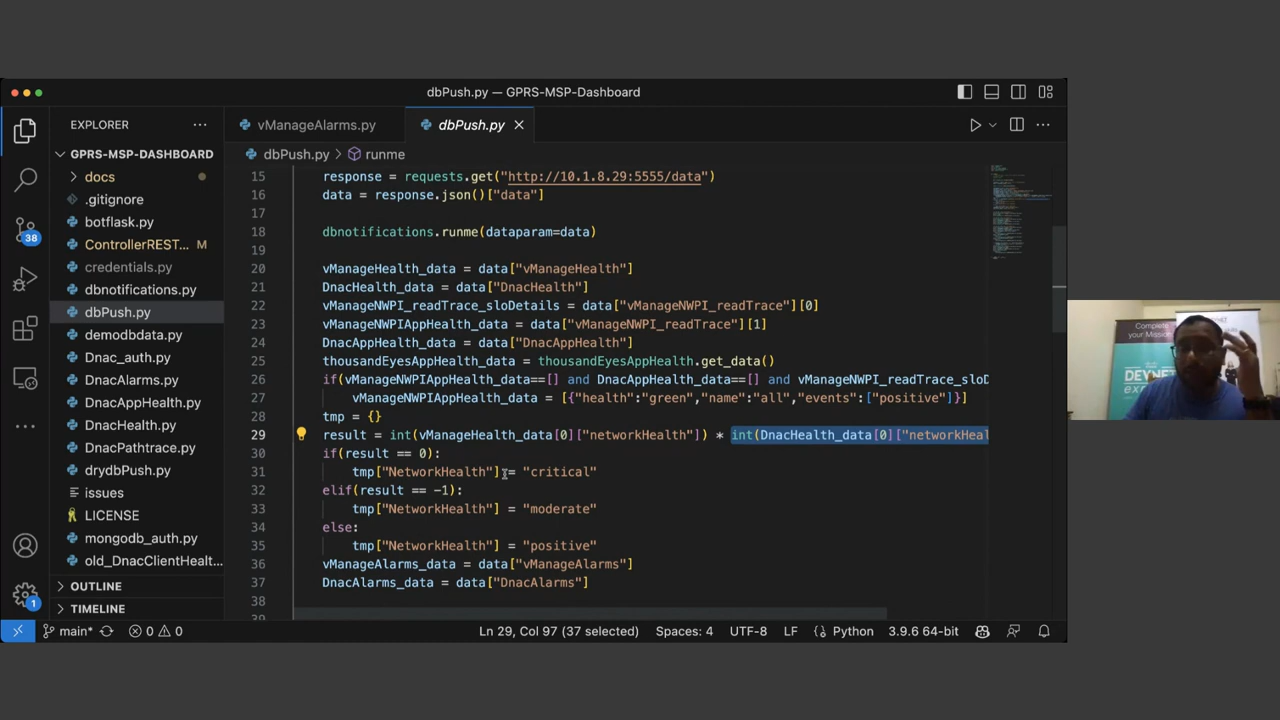 dbPush.py — GPRS-MSP-Dashboard
EXPLORER
GPRS-MSP-DASHBOARD
docs
.gitignore
botflask.py
ControllerREST... M
credentials.py
dbnotifications.py
dbPush.py
demodbdata.py
Dnac_auth.py
DnacAlarms.py
DnacAppHealth.py
DnacHealth.py
DnacPathtrace.py
drydbPush.py
issues
LICENSE
mongodb_auth.py
old_DnacClientHealt...
OUTLINE
TIMELINE
38
1
vManageAlarms.py
dbPush.py
dbPush.py > runme
15 response = requests.get("http://10.1.8.29:5555/data")
16 data = response.json()["data"]
17
18 dbnotifications.runme(dataparam=data)
19
20 vManageHealth_data = data["vManageHealth"]
21 DnacHealth_data = data["DnacHealth"]
22 vManageNWPI_readTrace_sloDetails = data["vManageNWPI_readTrace"][0]
23 vManageNWPIAppHealth_data = data["vManageNWPI_readTrace"][1]
24 DnacAppHealth_data = data["DnacAppHealth"]
25 thousandEyesAppHealth_data = thousandEyesAppHealth.get_data()
26 if(vManageNWPIAppHealth_data==[] and DnacAppHealth_data==[] and vManageNWPI_readTrace_sloD
27 vManageNWPIAppHealth_data = [{"health":"green","name":"all","events":["positive"]}]
28 tmp = {}
29 result = int(vManageHealth_data[0]["networkHealth"]) * int(DnacHealth_data[0]["networkHeal
30 if(result == 0):
31 tmp["NetworkHealth"] = "critical"
32 elif(result == -1):
33 tmp["NetworkHealth"] = "moderate"
34 else:
35 tmp["NetworkHealth"] = "positive"
36 vManageAlarms_data = data["vManageAlarms"]
37 DnacAlarms_data = data["DnacAlarms"]
38
main* 0 0 Ln 29, Col 97 (37 selected) Spaces: 4 UTF-8 LF Python 3.9.6 64-bit
Complete
your Mission
DEVNET